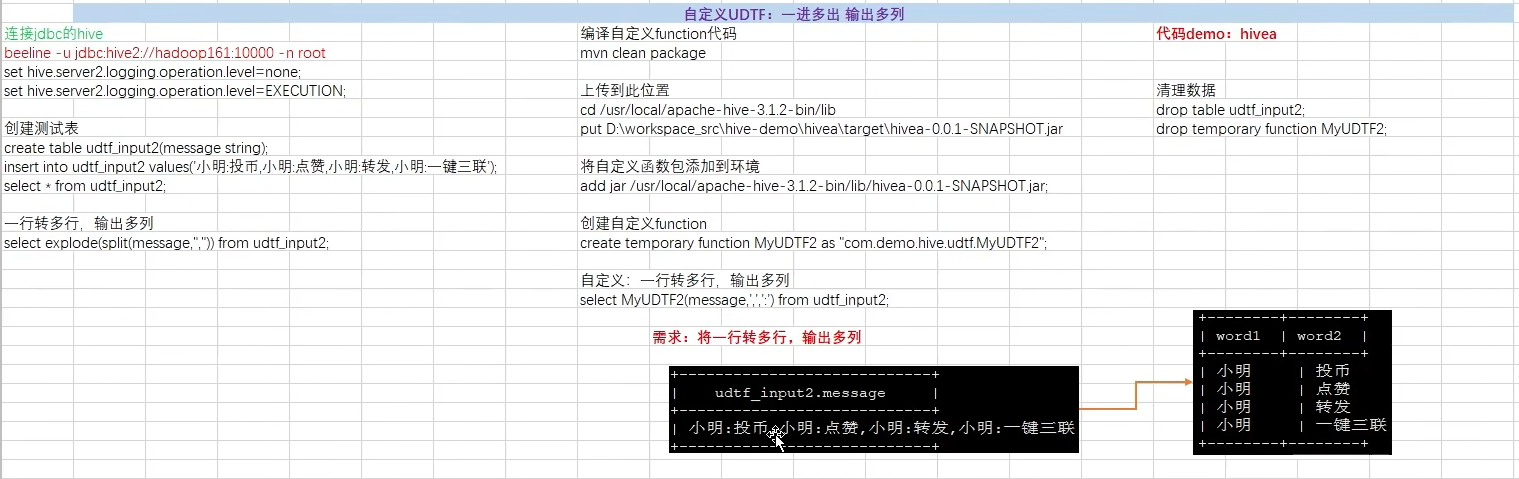 自定义UDTF：一进多出 输出多列
连接jdbc的hive
beeline -u jdbc:hive2://hadoop161:10000 -n root
set hive.server2.logging.operation.level=none;
set hive.server2.logging.operation.level=EXECUTION;
创建测试表
create table udtf_input2(message string);
insert into udtf_input2 values('小明:投币,小明:点赞,小明:转发,小明:一键三联');
select * from udtf_input2;
一行转多行，输出多列
select explode(split(message,",")) from udtf_input2;
编译自定义function代码
mvn clean package
上传到此位置
cd /usr/local/apache-hive-3.1.2-bin/lib
put D:\workspace_src\hive-demo\hivea\target\hivea-0.0.1-SNAPSHOT.jar
将自定义函数包添加到环境
add jar /usr/local/apache-hive-3.1.2-bin/lib/hivea-0.0.1-SNAPSHOT.jar;
创建自定义function
create temporary function MyUDTF2 as "com.demo.hive.udtf.MyUDTF2";
自定义：一行转多行，输出多列
select MyUDTF2(message,',',':') from udtf_input2;
代码demo：hivea
清理数据
drop table udtf_input2;
drop temporary function MyUDTF2;
需求：将一行转多行，输出多列
+----------------------------+
| udtf_input2.message |
+----------------------------+
| 小明:投币,小明:点赞,小明:转发,小明:一键三联
+----------------------------+
+--------+--------+
| word1 | word2 |
+--------+--------+
| 小明 | 投币
| 小明 | 点赞
| 小明 | 转发
| 小明 | 一键三联
+--------+--------+